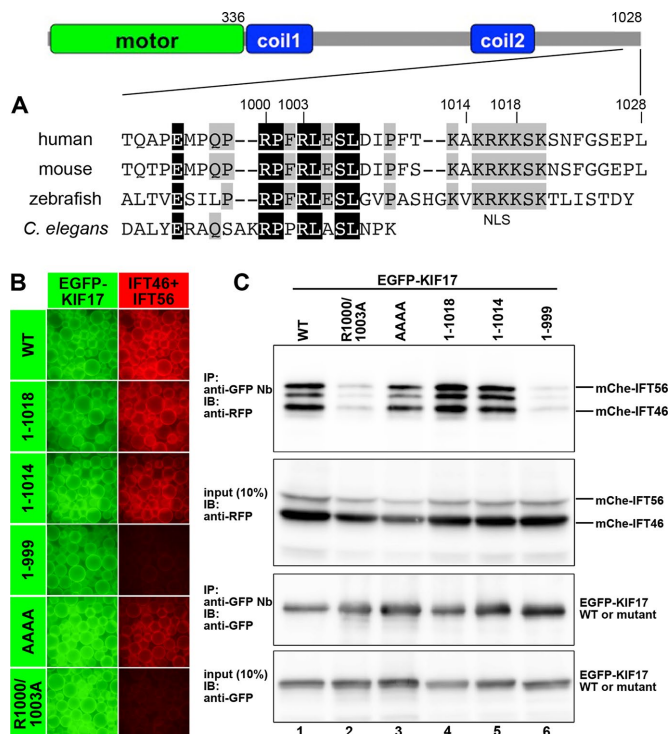 336
1028
motor
coil1
coil2
A
1000 1003 1014 1018 1028
human TQAPEMPQP--RPFRLESLDIPFT--KAKRKKSKSNFGSEPL
mouse TQTPEMPQP--RPFRLESLDIPFS--KAKRKKSKSNFGGEPL
zebrafish ALTVESILP--RPFRLESLGVPASHGKVKRKKSKTLISTDY
C. elegans DALYERAQSAKRPPRLASLNPK
NLS
B
EGFP-KIF17
IFT46+
IFT56
WT
1-1018
1-1014
1-999
AAAA
R1000/
1003A
C
EGFP-KIF17
WT
R1000/
1003A
AAAA
1-1018
1-1014
1-999
IP:
anti-GFP Nb
IB:
anti-RFP
mChe-IFT56
mChe-IFT46
input (10%)
IB:
anti-RFP
mChe-IFT56
mChe-IFT46
IP:
anti-GFP Nb
IB:
anti-GFP
EGFP-KIF17
WT or mutant
input (10%)
IB:
anti-GFP
EGFP-KIF17
WT or mutant
1 2 3 4 5 6